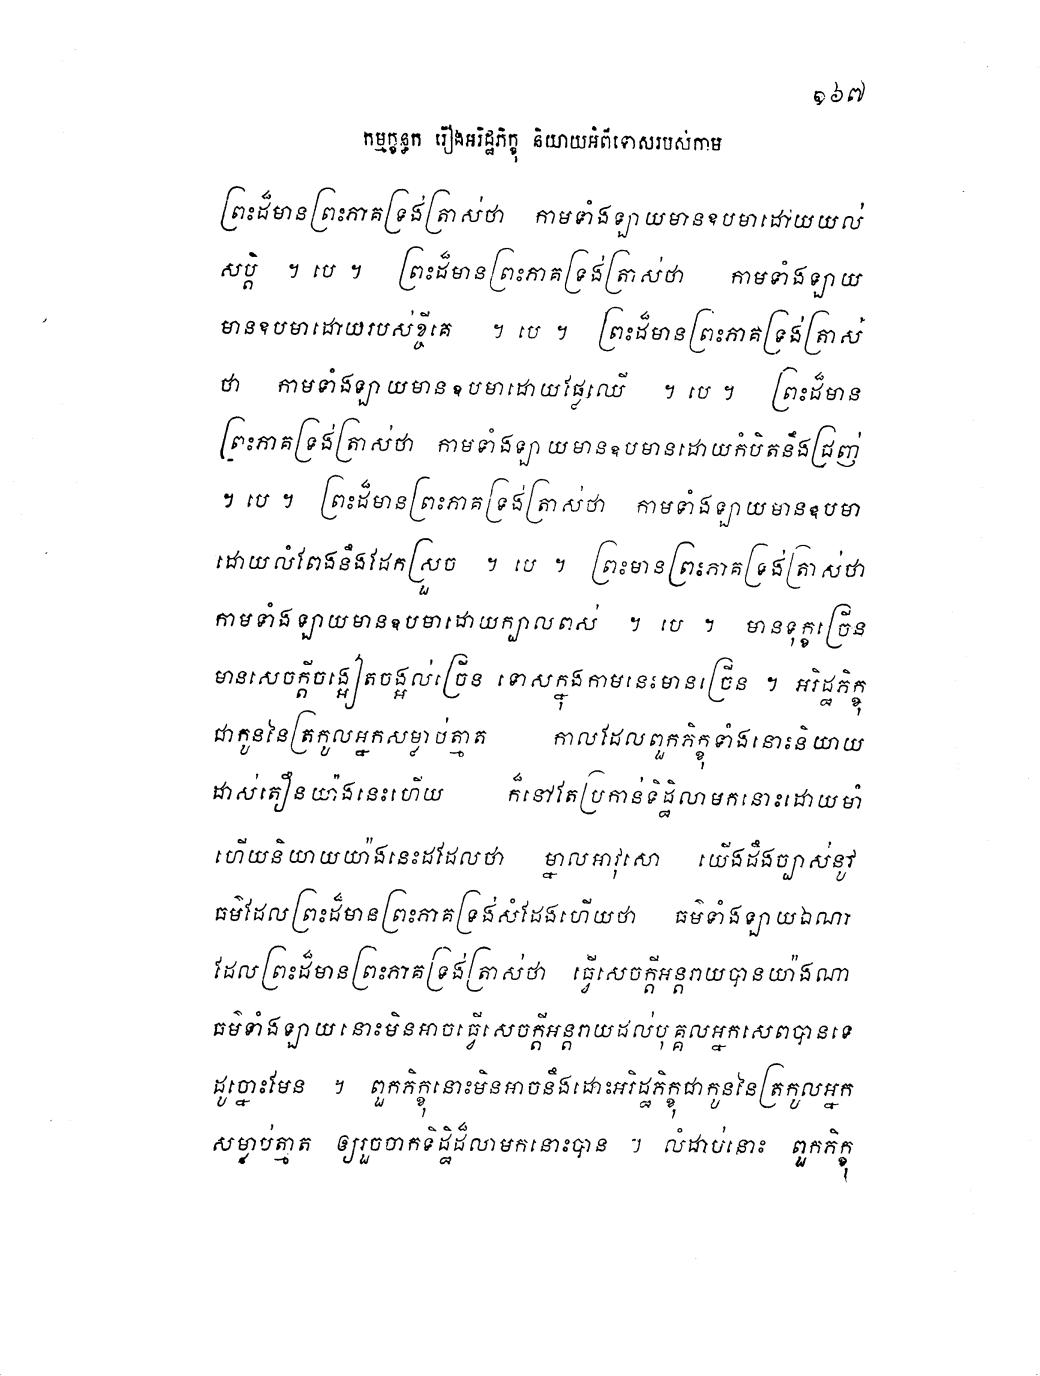 ១៦៧
កម្មក្ខន្ធក រឿងអរិដ្ឋភិក្ខុ និយាយអំពីទោសរបស់កាម
ព្រះដ៏មានព្រះភាគទ្រង់ត្រាស់ថា កាមទាំងឡាយមានឧបមាដោយយល់
សប្តិ ។ បេ ។ ព្រះដ៏មានព្រះភាគទ្រង់ត្រាស់ថា កាមទាំងឡាយ
មានឧបមាដោយរបស់ខ្ចីគេ ។ បេ ។ ព្រះដ៏មានព្រះភាគទ្រង់ត្រាស់
ថា កាមទាំងឡាយមានឧបមាដោយផ្លែឈើ ។ បេ ។ ព្រះដ៏មាន
ព្រះភាគទ្រង់ត្រាស់ថា កាមទាំងឡាយមានឧបមានដោយកំបិតនឹងជ្រញ់
។ បេ ។ ព្រះដ៏មានព្រះភាគទ្រង់ត្រាស់ថា កាមទាំងឡាយមានឧបមា
ដោយលំពែងនឹងដែកស្រួច ។ បេ ។ ព្រះមានព្រះភាគទ្រង់ត្រាស់ថា
កាមទាំងឡាយមានឧបមាដោយក្បាលពស់ ។ បេ ។ មានទុក្ខច្រើន
មានសេចក្តីចង្អៀតចង្អល់ច្រើន ទោសក្នុងកាមនេះមានច្រើន ។ អរិដ្ឋភិក្ខុ
ជាកូននៃត្រកូលអ្នកសម្លាប់ត្មាត កាលដែលពួកភិក្ខុទាំងនោះនិយាយ
ដាស់តឿនយ៉ាងនេះហើយ ក៏នៅតែប្រកាន់ទិដ្ឋិលាមកនោះដោយមាំ
ហើយនិយាយយ៉ាងនេះដដែលថា ម្នាលអាវុសោ យើងដឹងច្បាស់នូវ
ធម៌ដែលព្រះដ៏មានព្រះភាគទ្រង់សំដែងហើយថា ធម៌ទាំងឡាយឯណា
ដែលព្រះដ៏មានព្រះភាគទ្រង់ត្រាស់ថា ធ្វើសេចក្តីអន្តរាយបានយ៉ាងណា
ធម៌ទាំងឡាយនោះមិនអាចធ្វើសេចក្តីអន្តរាយដល់បុគ្គលអ្នកសេពបានទេ
ដូច្នោះមែន ។ ពួកភិក្ខុនោះមិនអាចនឹងដោះអរិដ្ឋភិក្ខុជាកូននៃត្រកូលអ្នក
សម្លាប់ត្មាត ឲ្យរួចចាកទិដ្ឋិដ៏លាមកនោះបាន ។ លំដាប់នោះ ពួកភិក្ខុ